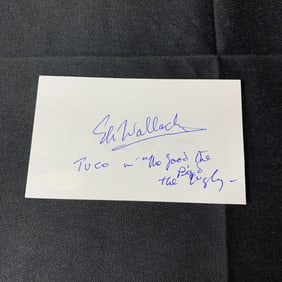 Eli Wallach
Tuco in "The Good the
Bad
the Ugly -